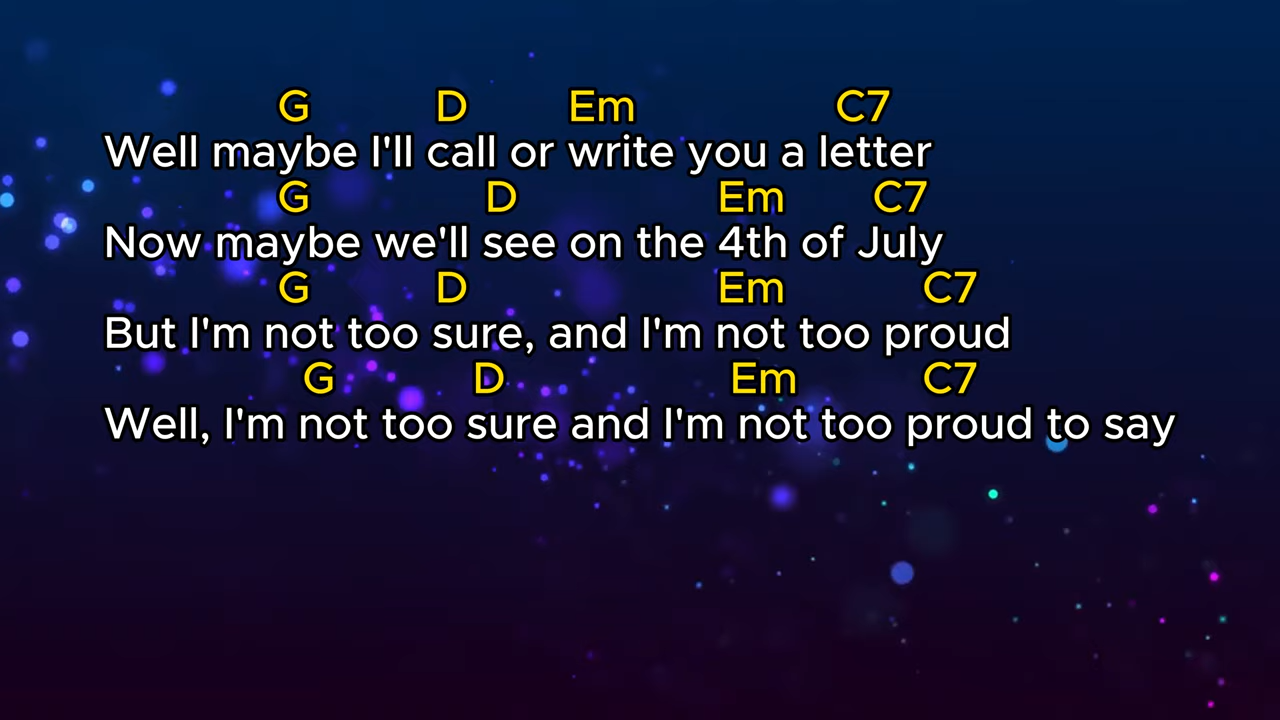 G D Em C7
Well maybe I'll call or write you a letter
G D Em C7
Now maybe we'll see on the 4th of July
G D Em C7
But I'm not too sure, and I'm not too proud
G D Em C7
Well, I'm not too sure and I'm not too proud to say